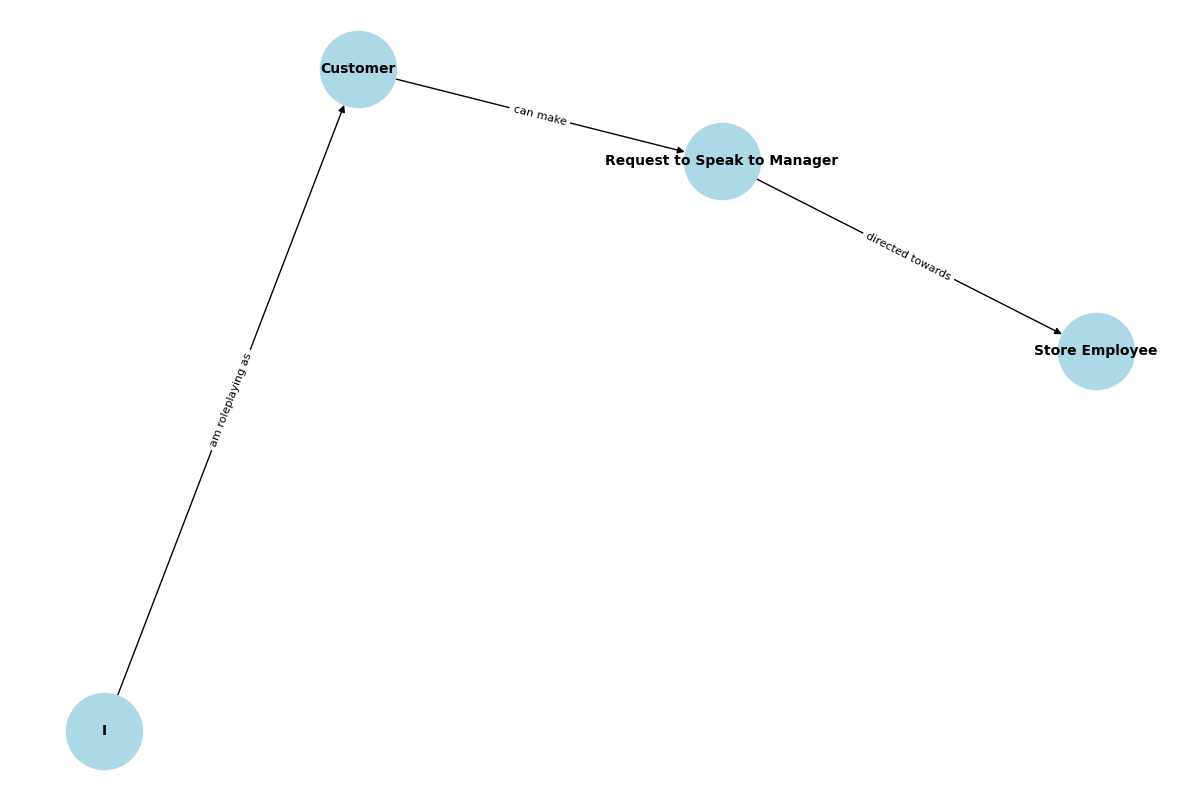 Customer
can make
Request to Speak to Manager
directed towards
Store Employee
am roleplaying as
I